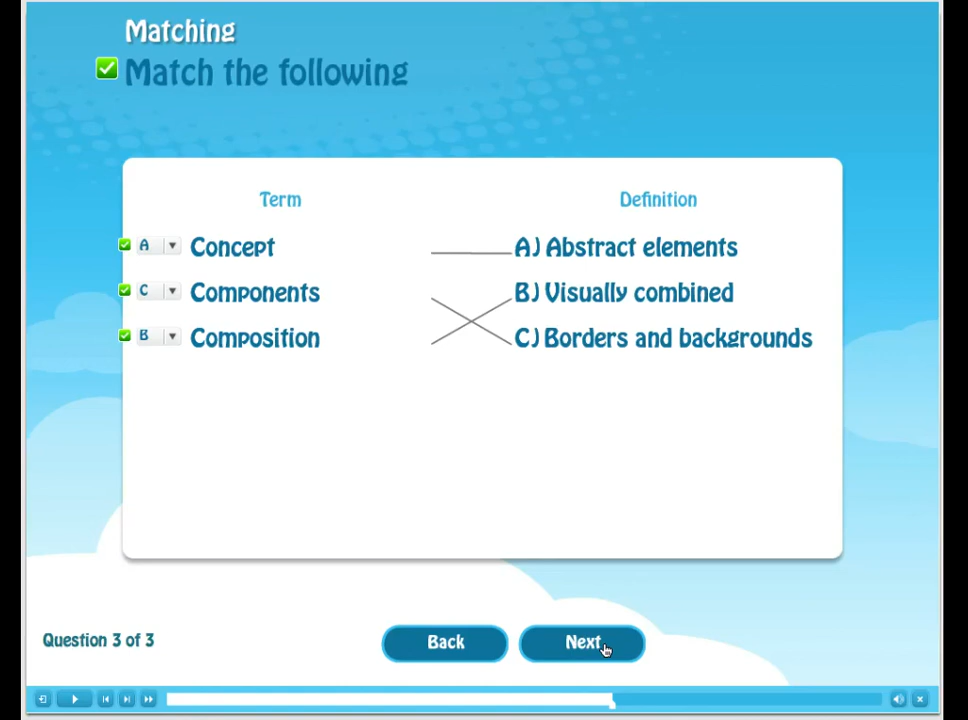 Matching
Match the following
Term Definition
A Concept A) Abstract elements
C Components B) Visually combined
B Composition C) Borders and backgrounds
Question 3 of 3 Back Next